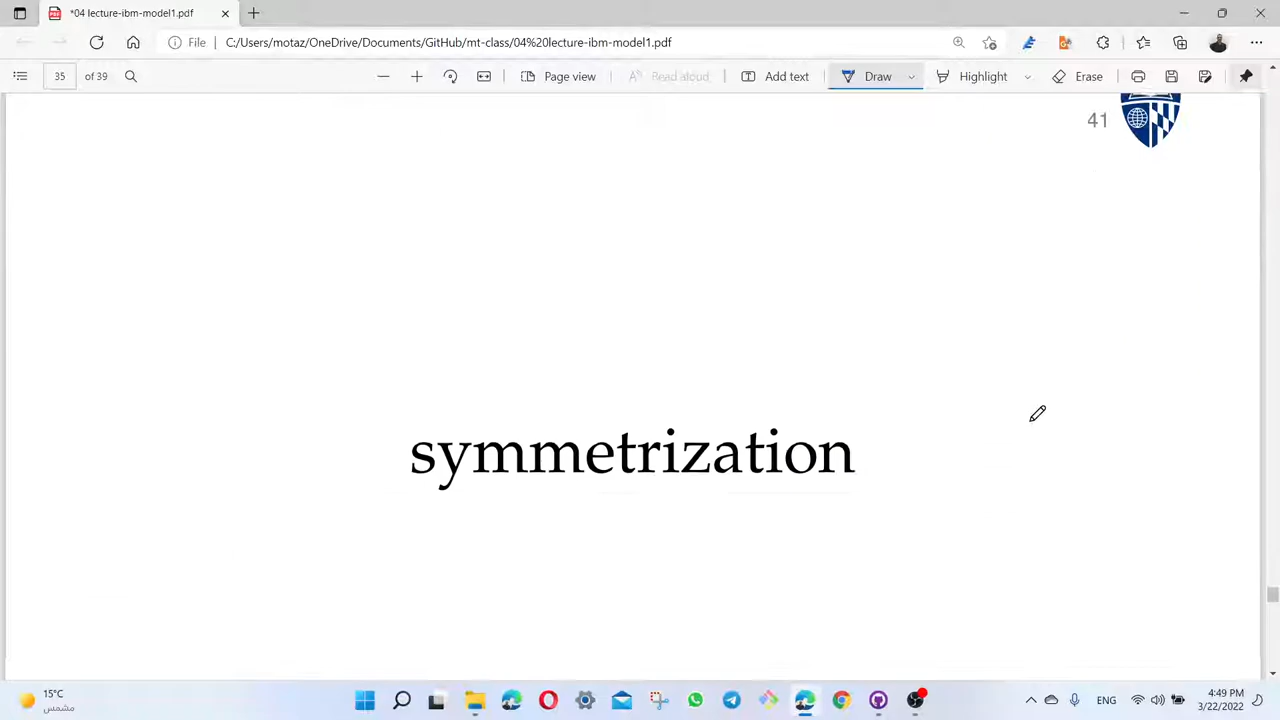 *04 lecture-ibm-model1.pdf
File
C:/Users/motaz/OneDrive/Documents/GitHub/mt-class/04%20lecture-ibm-model1.pdf
35 of 39
Page view
Read aloud
Add text
Draw
Highlight
Erase
41
symmetrization
15°C
مشمس
ENG
4:49 PM
3/22/2022